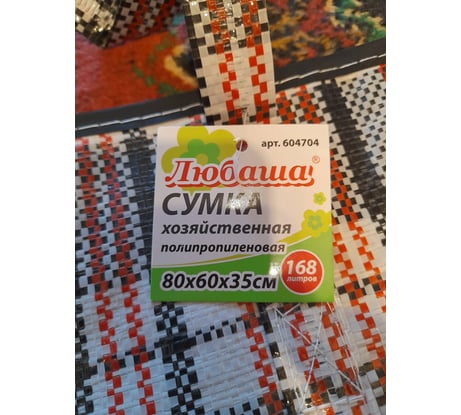 арт. 604704
Любаша®
СУМКА
хозяйственная
полипропиленовая
80х60х35см
168
литров